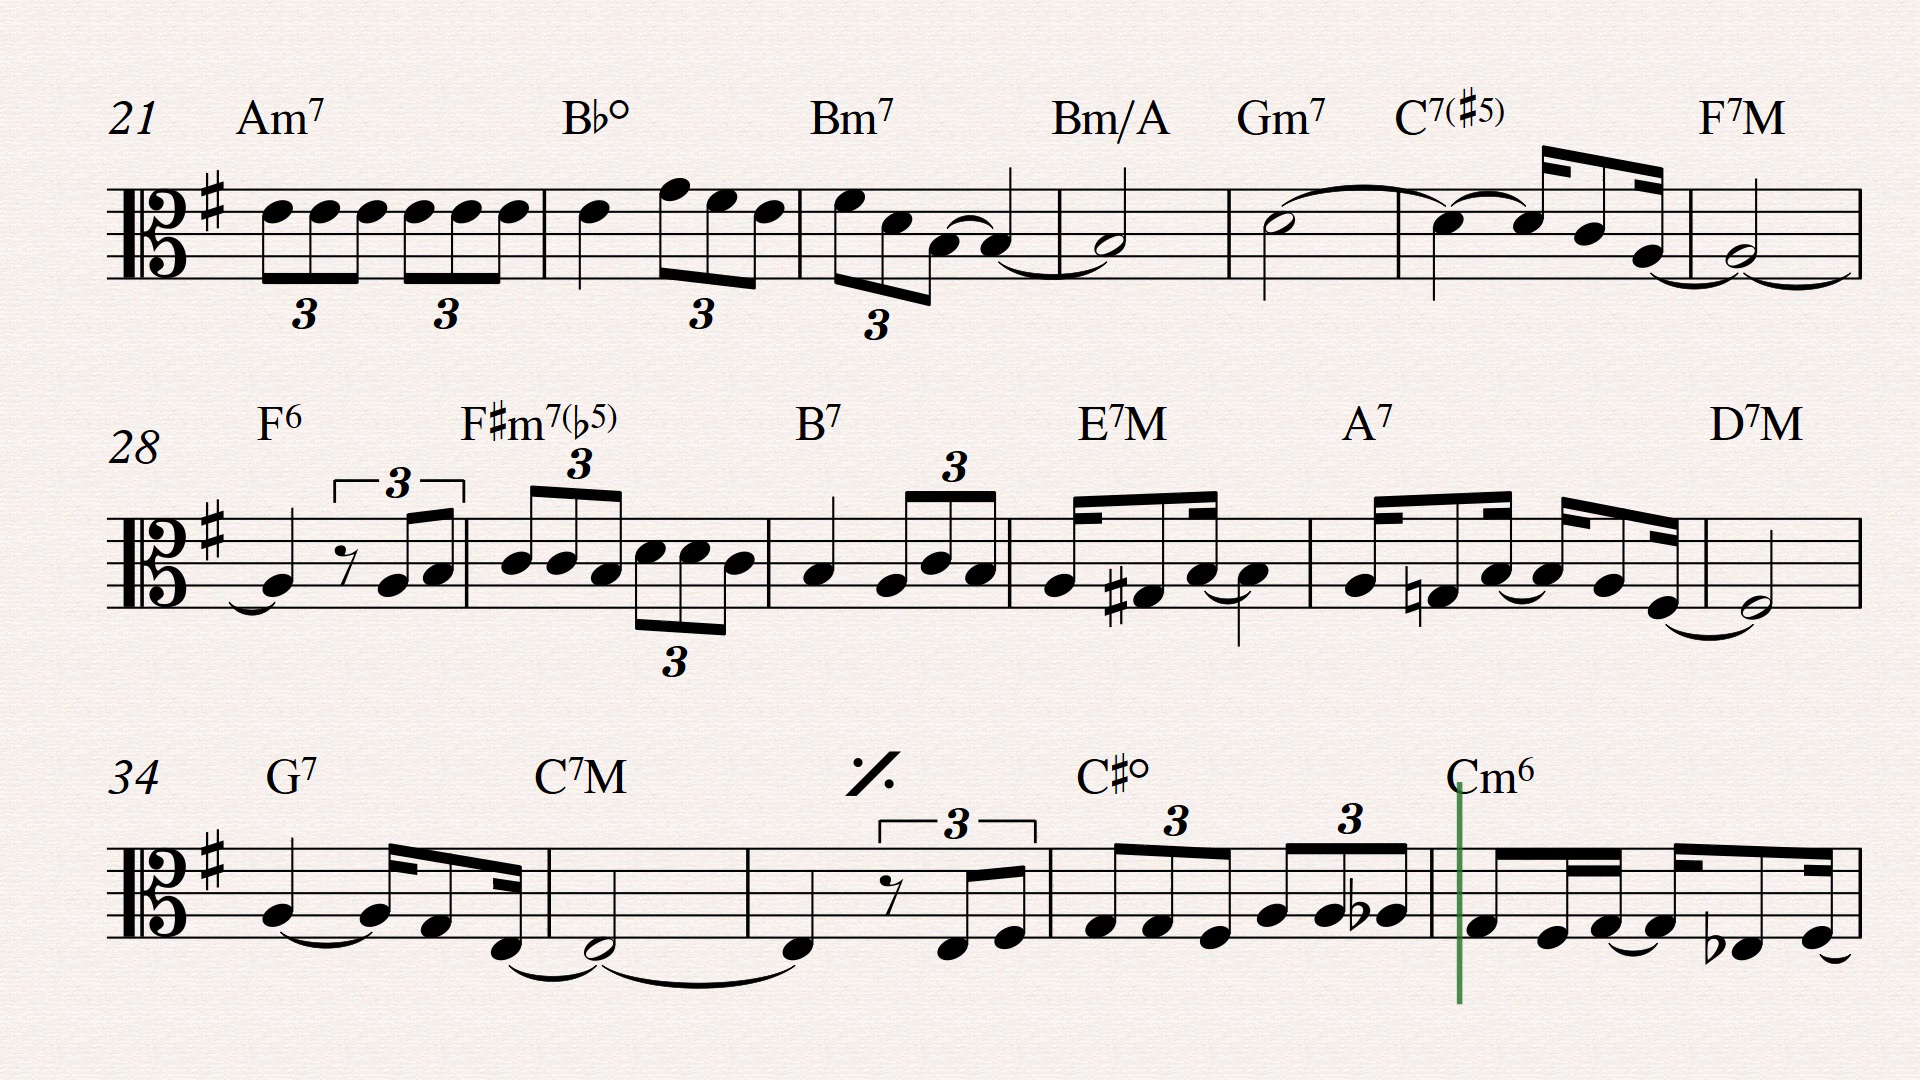 21 Am7 B♭° Bm7 Bm/A Gm7 C7(♯5) F7M
3 3 3 3
28 F6 F♯m7(♭5) B7 E7M A7 D7M
3 3 3
3
34 G7 C7M 𝄎 C♯° Cm6
3 3 3